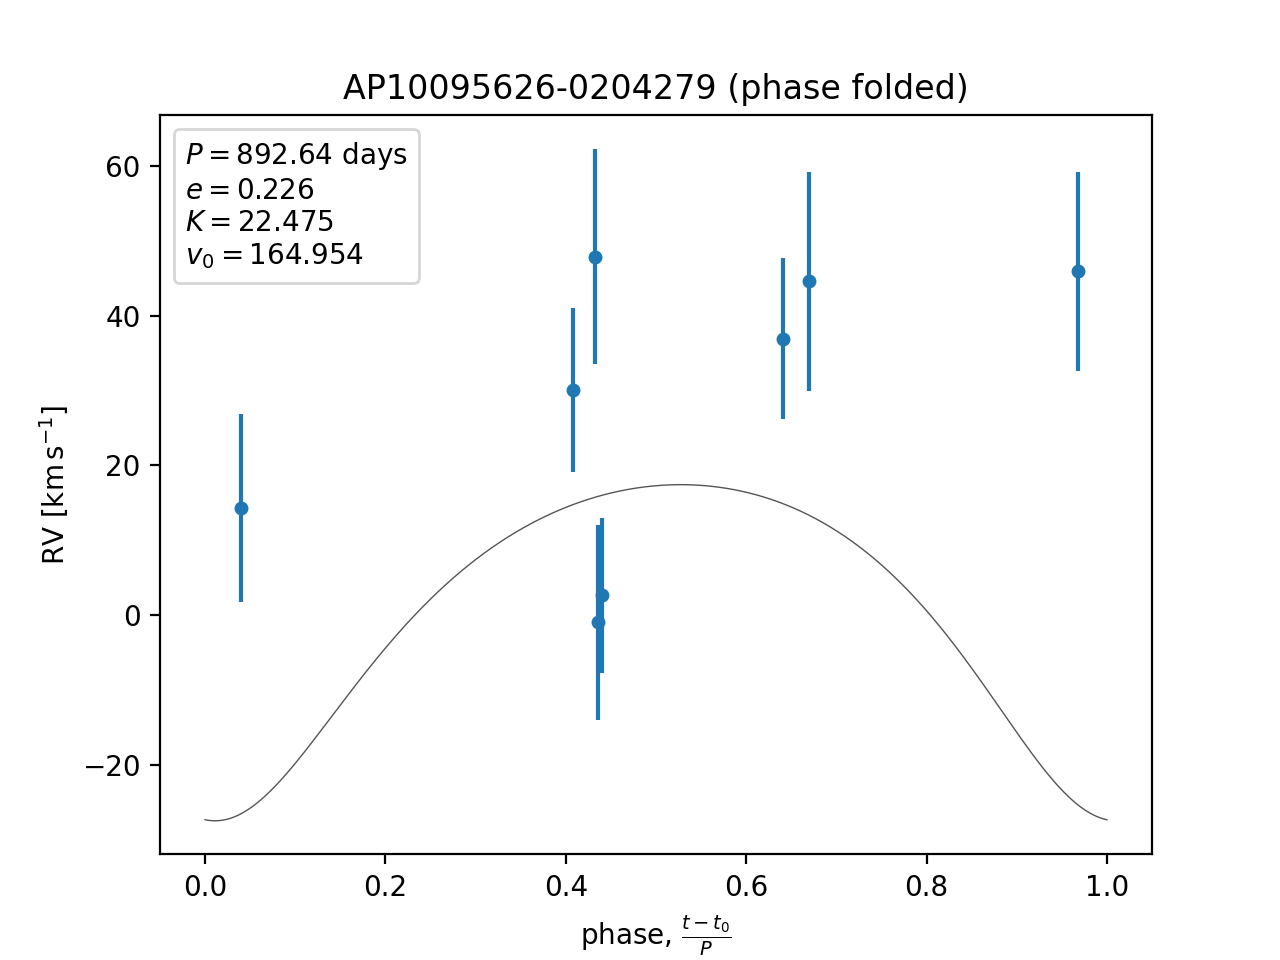 AP10095626-0204279 (phase folded)
P = 892.64 days
e = 0.226
K = 22.475
v₀ = 164.954
60
40
20
0
−20
RV [km s⁻¹]
0.0 0.2 0.4 0.6 0.8 1.0
phase, (t − t₀)/P